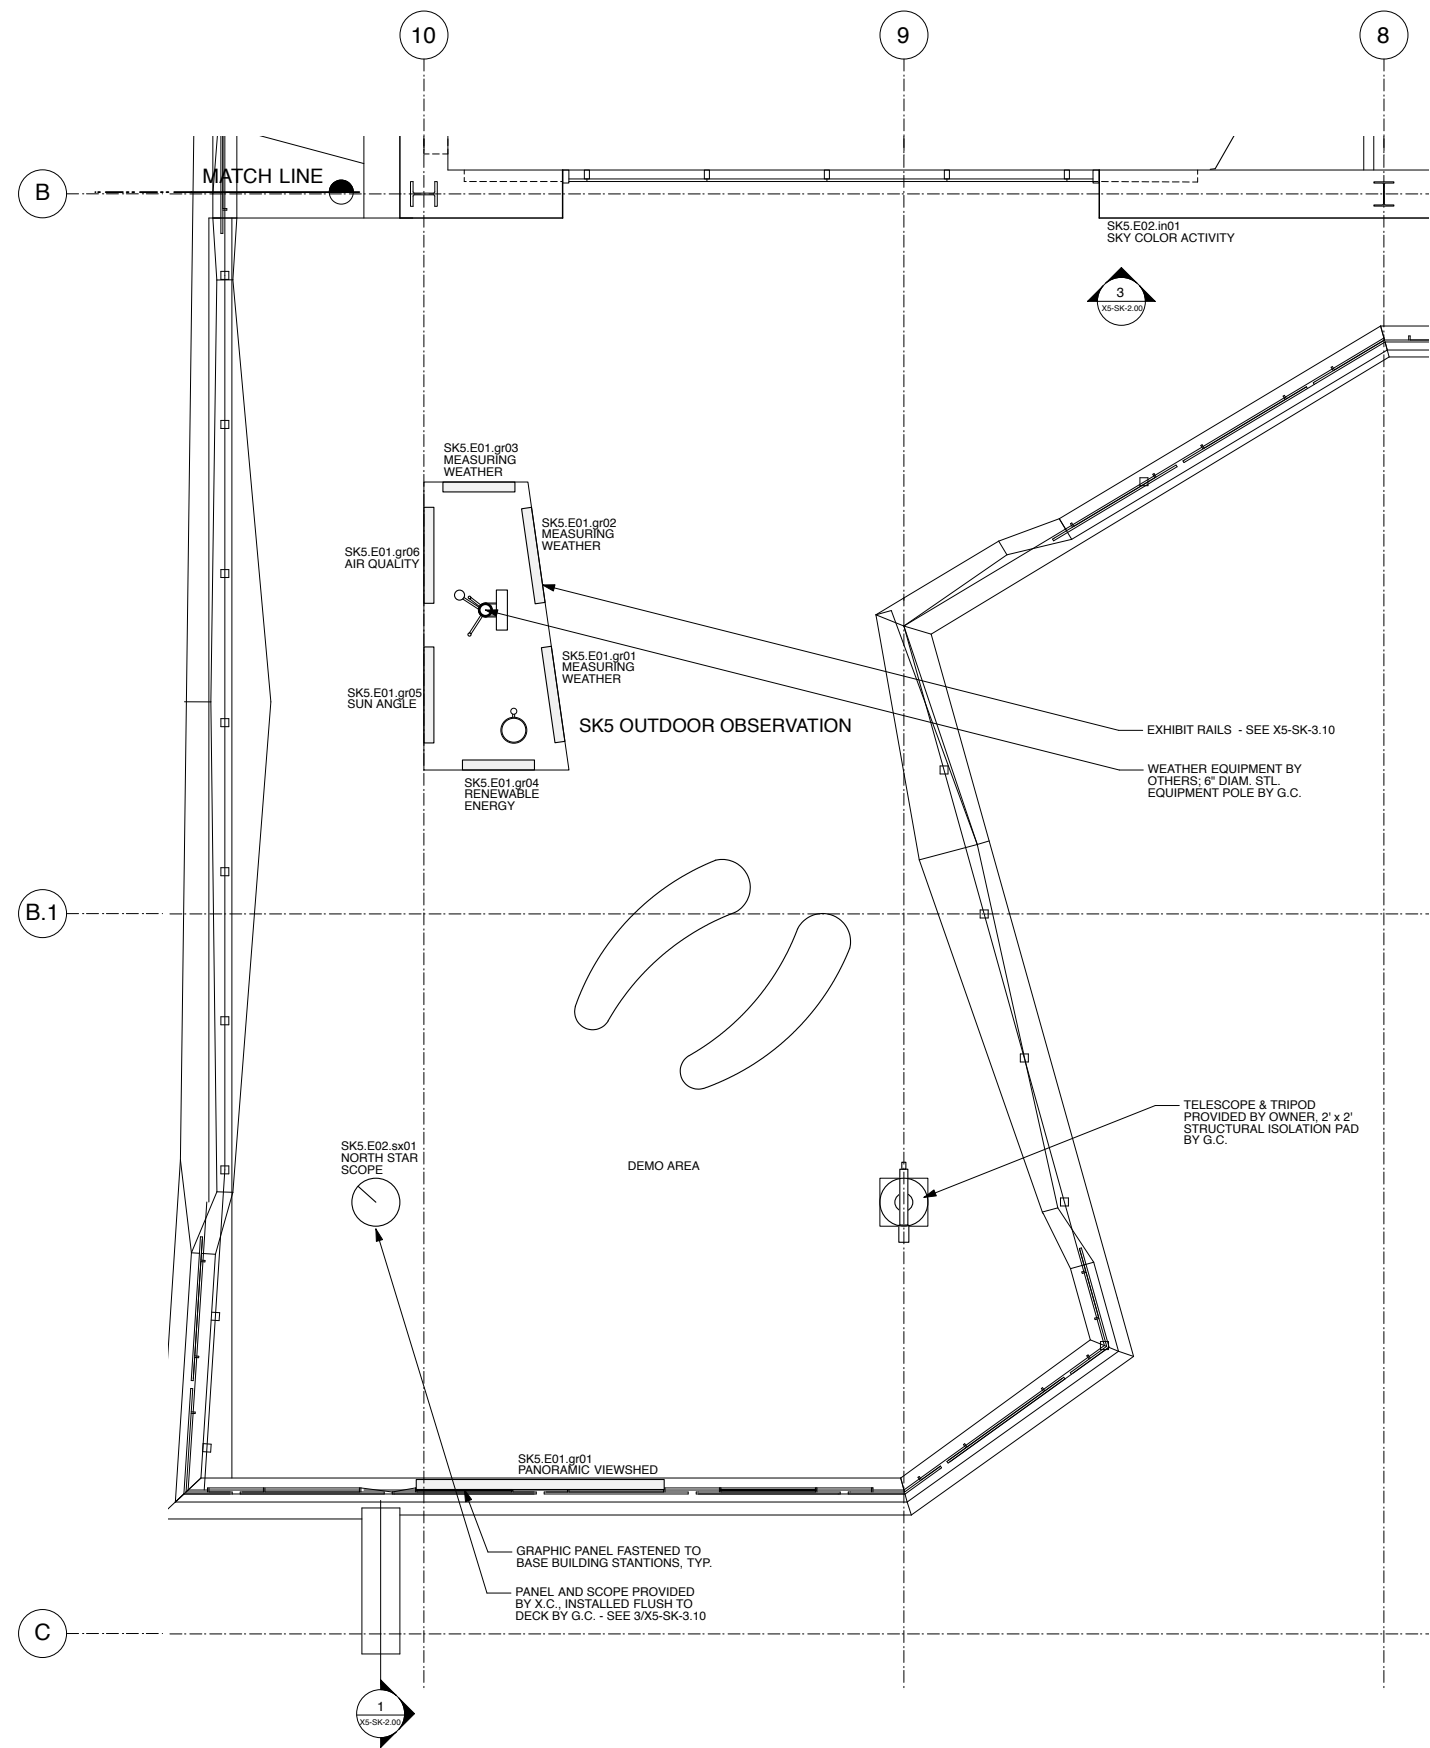 10
9
8
B
MATCH LINE
SK5.E02.in01
SKY COLOR ACTIVITY
3
X5-SK-2.00
SK5.E01.gr03
MEASURING
WEATHER
SK5.E01.gr02
MEASURING
WEATHER
SK5.E01.gr06
AIR QUALITY
SK5.E01.gr01
MEASURING
WEATHER
SK5.E01.gr05
SUN ANGLE
SK5 OUTDOOR OBSERVATION
EXHIBIT RAILS - SEE X5-SK-3.10
WEATHER EQUIPMENT BY
OTHERS; 6" DIAM. STL.
EQUIPMENT POLE BY G.C.
SK5.E01.gr04
RENEWABLE
ENERGY
B.1
TELESCOPE & TRIPOD
PROVIDED BY OWNER, 2' x 2'
STRUCTURAL ISOLATION PAD
BY G.C.
SK5.E02.sx01
NORTH STAR
SCOPE
DEMO AREA
SK5.E01.gr01
PANORAMIC VIEWSHED
GRAPHIC PANEL FASTENED TO
BASE BUILDING STANTIONS, TYP.
PANEL AND SCOPE PROVIDED
BY X.C., INSTALLED FLUSH TO
DECK BY G.C. - SEE 3/X5-SK-3.10
C
1
X5-SK-2.00